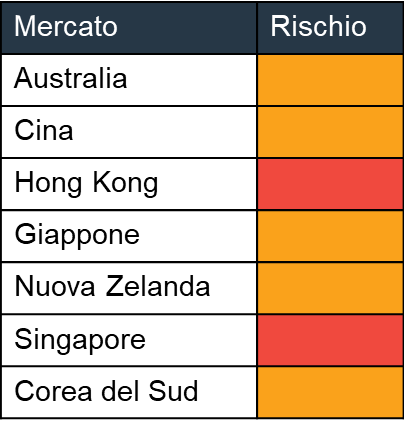 Mercato Rischio
Australia
Cina
Hong Kong
Giappone
Nuova Zelanda
Singapore
Corea del Sud